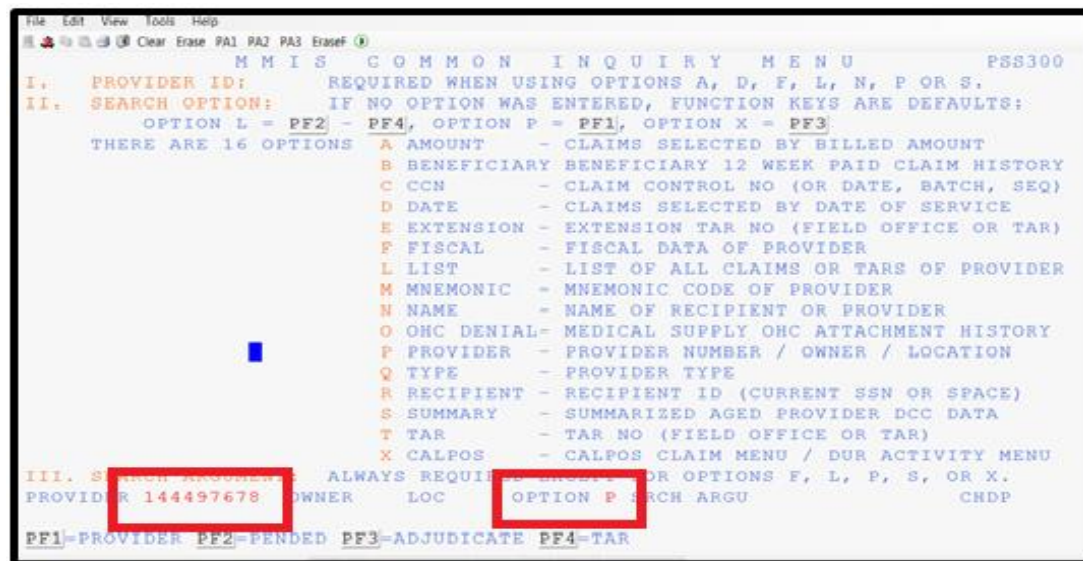 File Edit View Tools Help
Clear Erase PA1 PA2 PA3 EraseF
M M I S C O M M O N I N Q U I R Y M E N U PSS300
I. PROVIDER ID: REQUIRED WHEN USING OPTIONS A, D, F, L, N, P OR S.
II. SEARCH OPTION: IF NO OPTION WAS ENTERED, FUNCTION KEYS ARE DEFAULTS:
OPTION L = PF2 - PF4, OPTION P = PF1, OPTION X = PF3
THERE ARE 16 OPTIONS A AMOUNT - CLAIMS SELECTED BY BILLED AMOUNT
B BENEFICIARY BENEFICIARY 12 WEEK PAID CLAIM HISTORY
C CCN - CLAIM CONTROL NO (OR DATE, BATCH, SEQ)
D DATE - CLAIMS SELECTED BY DATE OF SERVICE
E EXTENSION - EXTENSION TAR NO (FIELD OFFICE OR TAR)
F FISCAL - FISCAL DATA OF PROVIDER
L LIST - LIST OF ALL CLAIMS OR TARS OF PROVIDER
M MNEMONIC - MNEMONIC CODE OF PROVIDER
N NAME - NAME OF RECIPIENT OR PROVIDER
O OHC DENIAL- MEDICAL SUPPLY OHC ATTACHMENT HISTORY
P PROVIDER - PROVIDER NUMBER / OWNER / LOCATION
Q TYPE - PROVIDER TYPE
R RECIPIENT - RECIPIENT ID (CURRENT SSN OR SPACE)
S SUMMARY - SUMMARIZED AGED PROVIDER DCC DATA
T TAR - TAR NO (FIELD OFFICE OR TAR)
X CALPOS - CALPOS CLAIM MENU / DUR ACTIVITY MENU
III. SEARCH ARGUMENT: ALWAYS REQUIRED EXCEPT FOR OPTIONS F, L, P, S, OR X.
PROVIDER 144497678 OWNER LOC OPTION P SRCH ARGU CHDP
PF1=PROVIDER PF2=PENDED PF3=ADJUDICATE PF4=TAR